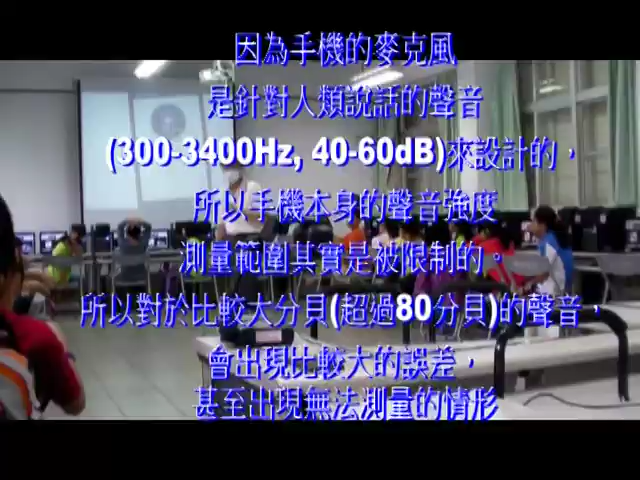 因為手機的麥克風
是針對人類說話的聲音
(300-3400Hz, 40-60dB)來設計的，
所以手機本身的聲音強度
測量範圍其實是被限制的。
所以對於比較大分貝(超過80分貝)的聲音，
會出現比較大的誤差，
甚至出現無法測量的情形